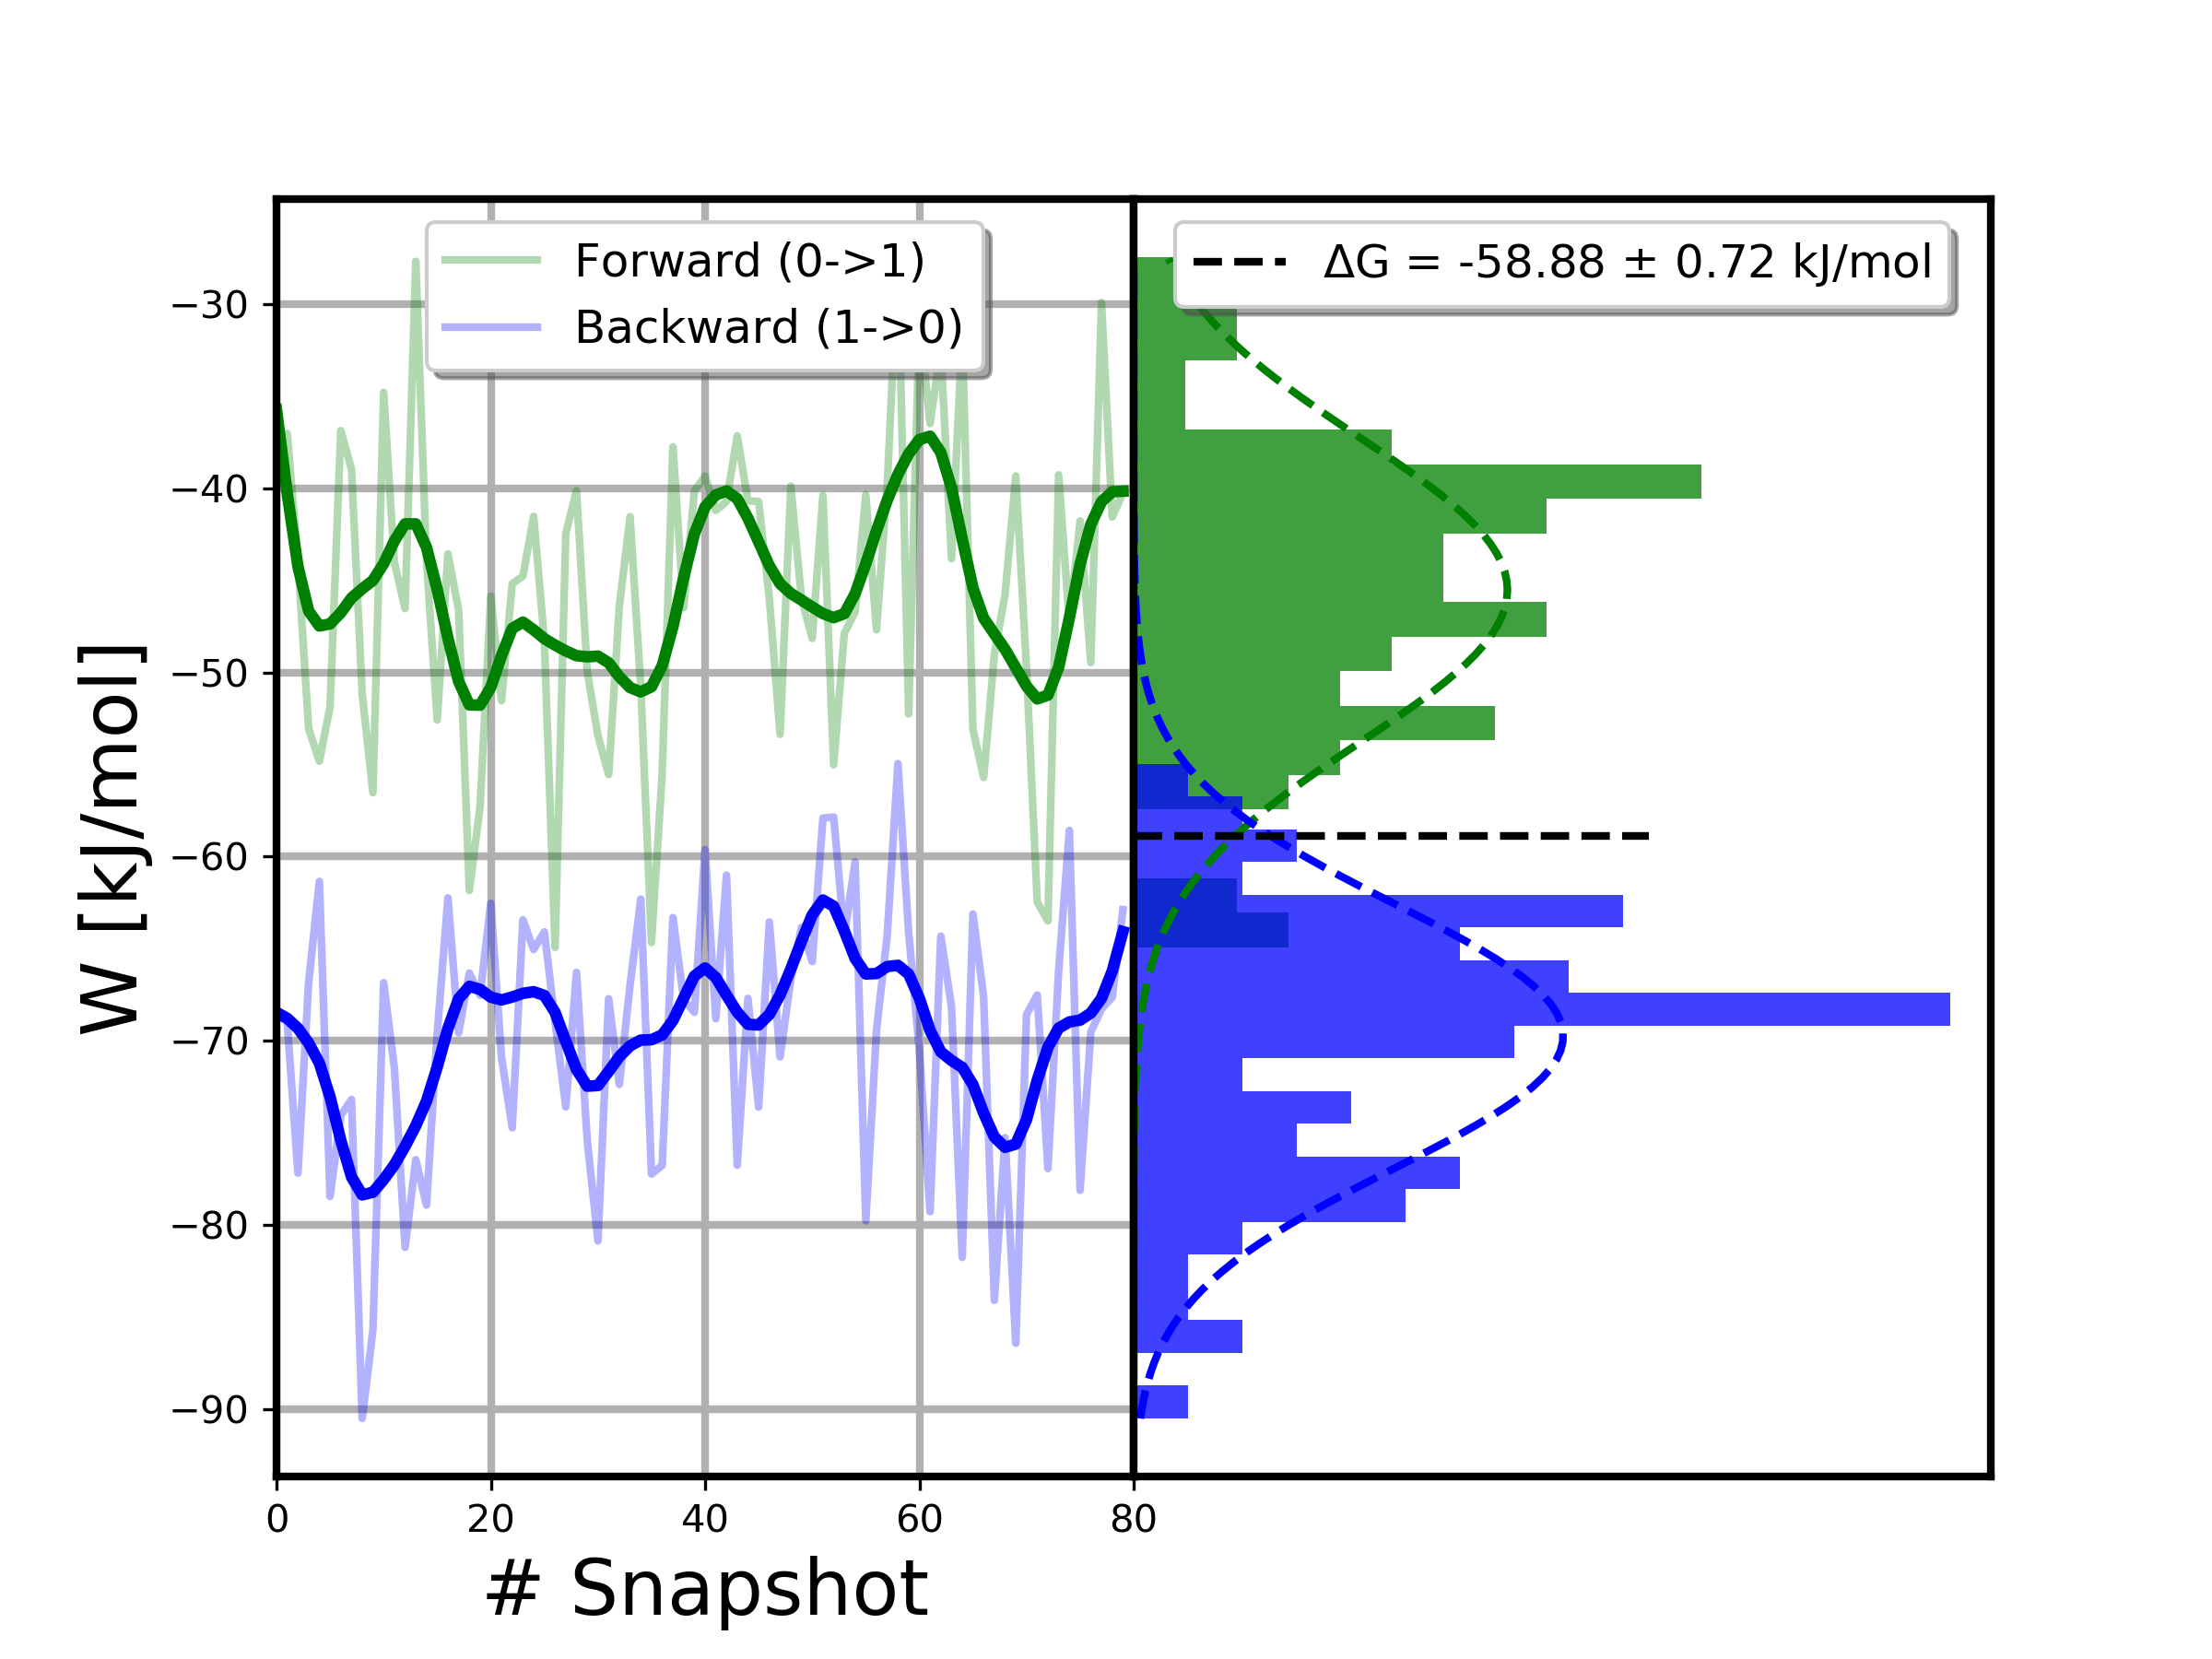 Forward (0->1)
Backward (1->0)
ΔG = -58.88 ± 0.72 kJ/mol
−30
−40
−50
−60
−70
−80
−90
W [kJ/mol]
0
20
40
60
80
# Snapshot